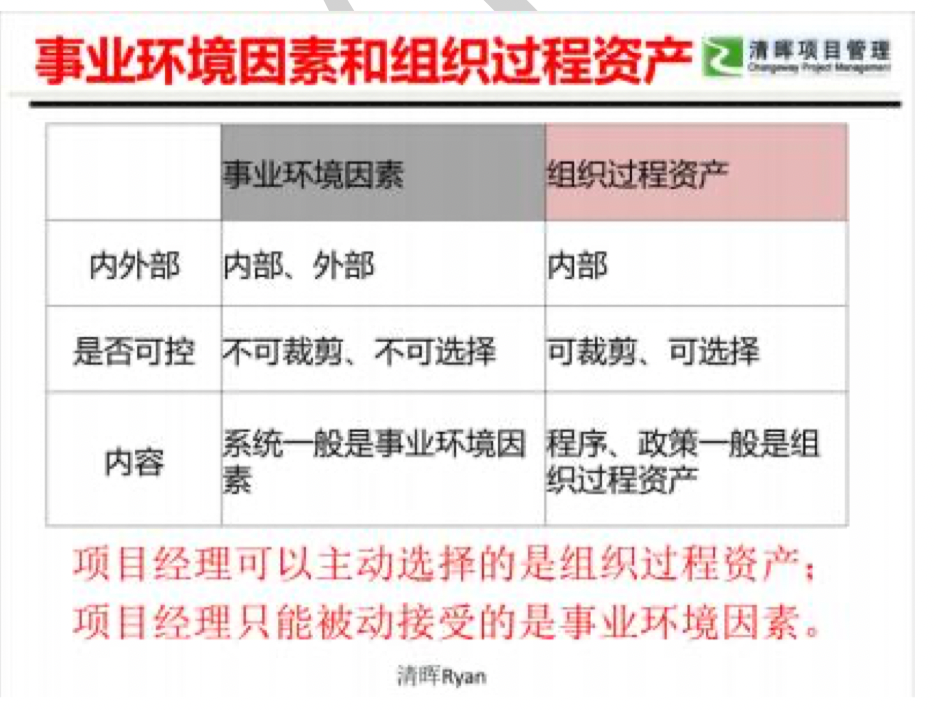 事业环境因素和组织过程资产
清晖项目管理
Changeway Project Management
事业环境因素 组织过程资产
内外部 内部、外部 内部
是否可控 不可裁剪、不可选择 可裁剪、可选择
内容 系统一般是事业环境因 程序、政策一般是组
素 织过程资产
项目经理可以主动选择的是组织过程资产；
项目经理只能被动接受的是事业环境因素。
清晖Ryan